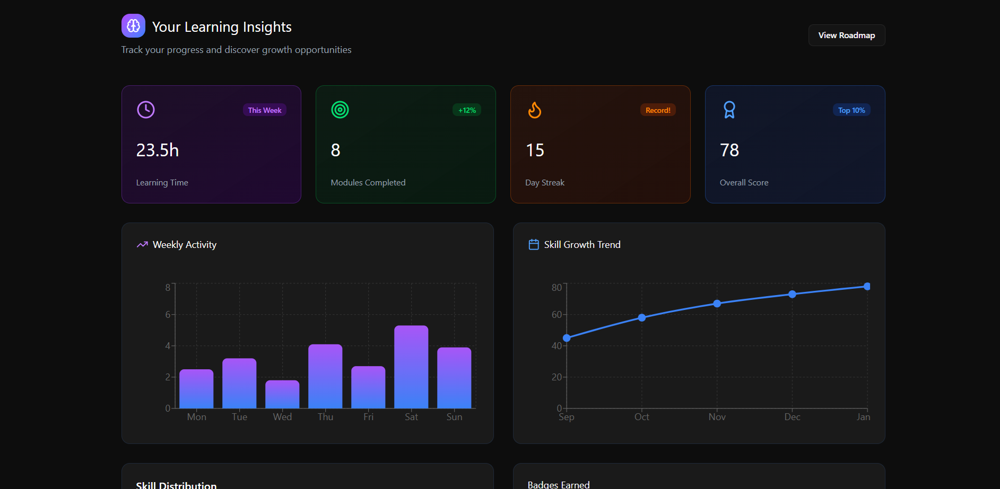 Your Learning Insights
Track your progress and discover growth opportunities
View Roadmap
This Week
23.5h
Learning Time
+12%
8
Modules Completed
Record!
15
Day Streak
Top 10%
78
Overall Score
Weekly Activity
8
6
4
2
0
Mon Tue Wed Thu Fri Sat Sun
Skill Growth Trend
80
60
40
20
0
Sep Oct Nov Dec Jan
Skill Distribution
Badges Earned